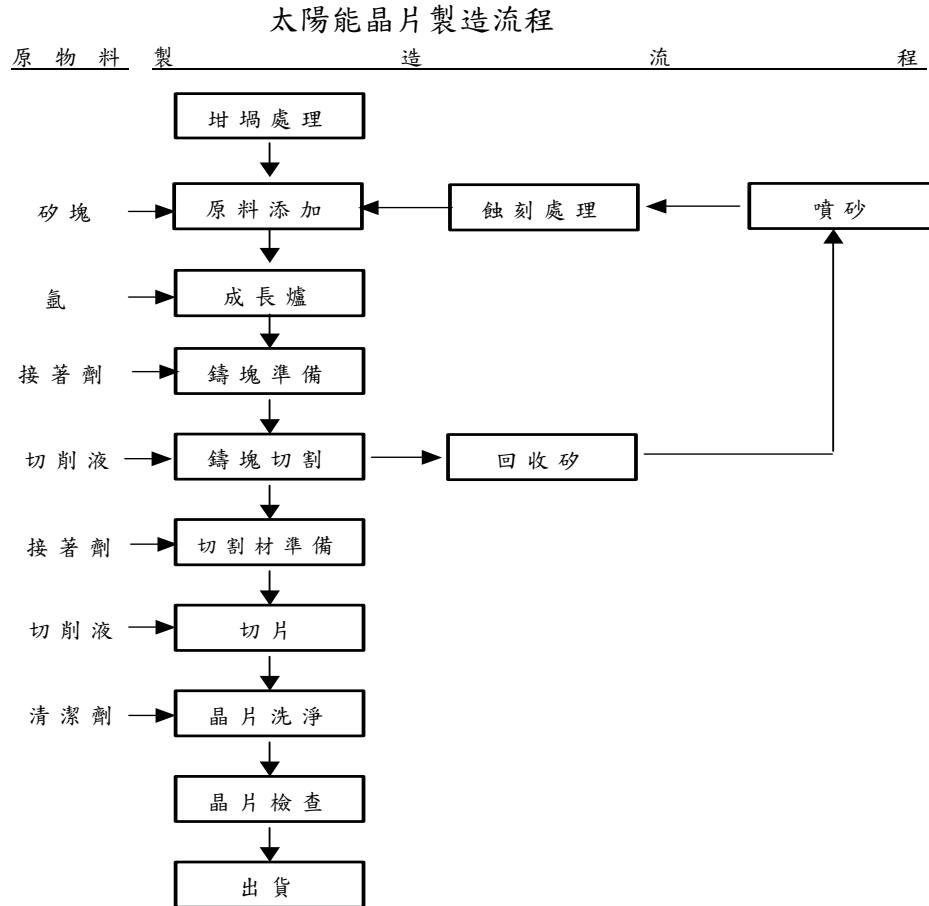 太陽能晶片製造流程
原物料 製造流程
坩堝處理
矽塊 原料添加 蝕刻處理 噴砂
氬 成長爐
接著劑 鑄塊準備
切削液 鑄塊切割 回收矽
接著劑 切割材準備
切削液 切片
清潔劑 晶片洗淨
晶片檢查
出貨